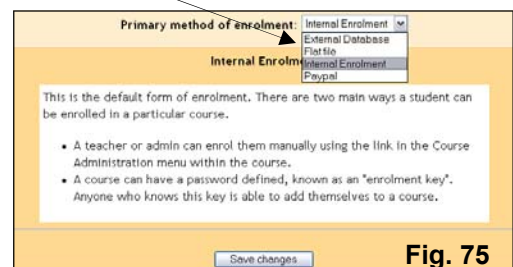 Primary method of enrolment: Internal Enrolment
External Database
Flat file
Internal Enrolment
Paypal
Internal Enrolm
This is the default form of enrolment. There are two main ways a student can
be enrolled in a particular course.
• A teacher or admin can enrol them manually using the link in the Course
Administration menu within the course.
• A course can have a password defined, known as an "enrolment key".
Anyone who knows this key is able to add themselves to a course.
Save changes
Fig. 75